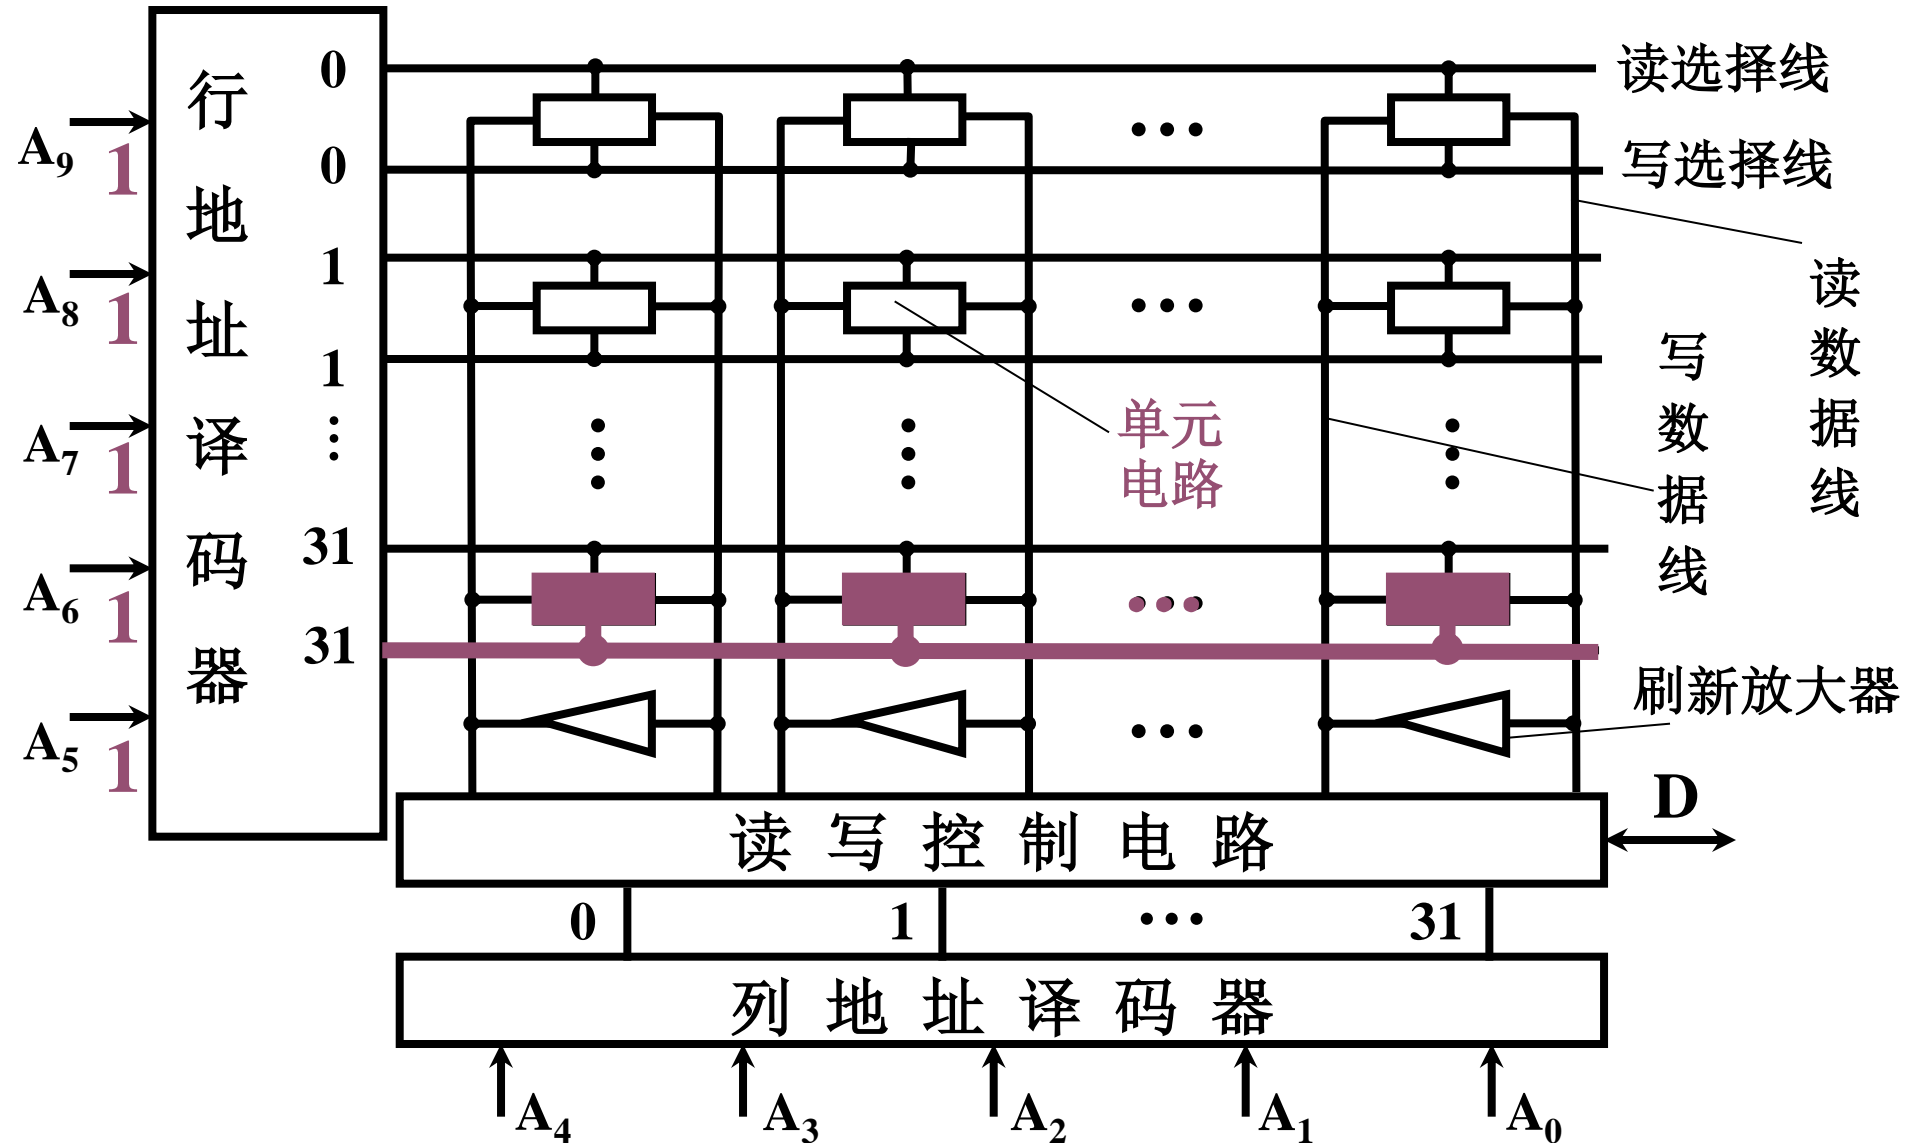 行地址译码器
A9
1
A8
1
A7
1
A6
1
A5
1
0
0
1
1
⋮
31
31
读选择线
写选择线
读数据线
写数据线
单元
电路
刷新放大器
D
读写控制电路
0 1 … 31
列地址译码器
A4 A3 A2 A1 A0